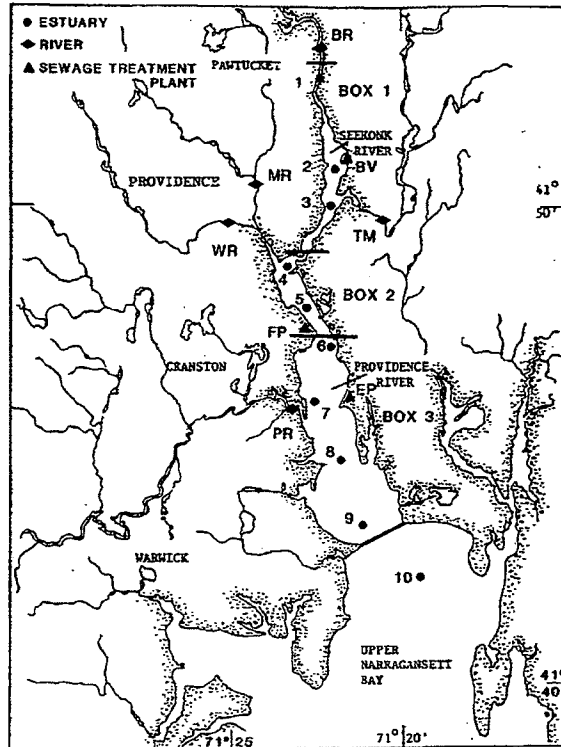 ESTUARY
RIVER
SEWAGE TREATMENT
PLANT
BR
PAWTUCKET
1
BOX 1
SEEKONK
RIVER
2
BV
MR
PROVIDENCE
41°
50'
3
TM
WR
4
5
BOX 2
FP
6
CRANSTON
PROVIDENCE
RIVER
EP
7
BOX 3
PR
8
9
WARWICK
10
UPPER
NARRAGANSETT
BAY
41°
40'
71° 25
71° 20'